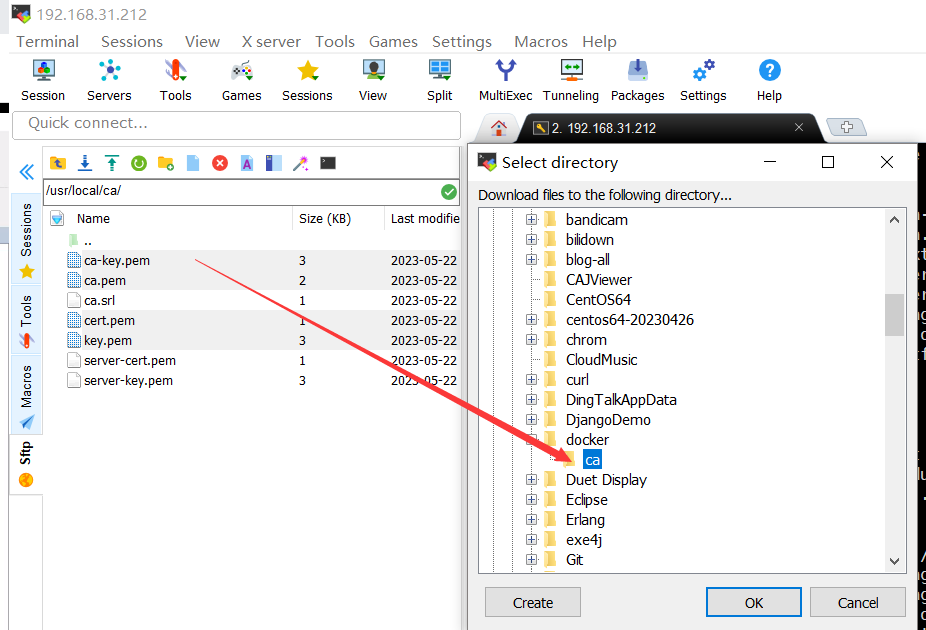 192.168.31.212
Terminal Sessions View X server Tools Games Settings Macros Help
Session Servers Tools Games Sessions View Split MultiExec Tunneling Packages Settings Help
Quick connect...
2. 192.168.31.212
/usr/local/ca/
Name Size (KB) Last modifie
..
ca-key.pem 3 2023-05-22
ca.pem 2 2023-05-22
ca.srl 1 2023-05-22
cert.pem 1 2023-05-22
key.pem 3 2023-05-22
server-cert.pem 1 2023-05-22
server-key.pem 3 2023-05-22
Sessions
Tools
Macros
Sftp
Select directory
Download files to the following directory...
bandicam
bilidown
blog-all
CAJViewer
CentOS64
centos64-20230426
chrom
CloudMusic
curl
DingTalkAppData
DjangoDemo
docker
ca
Duet Display
Eclipse
Erlang
exe4j
Git
Create OK Cancel